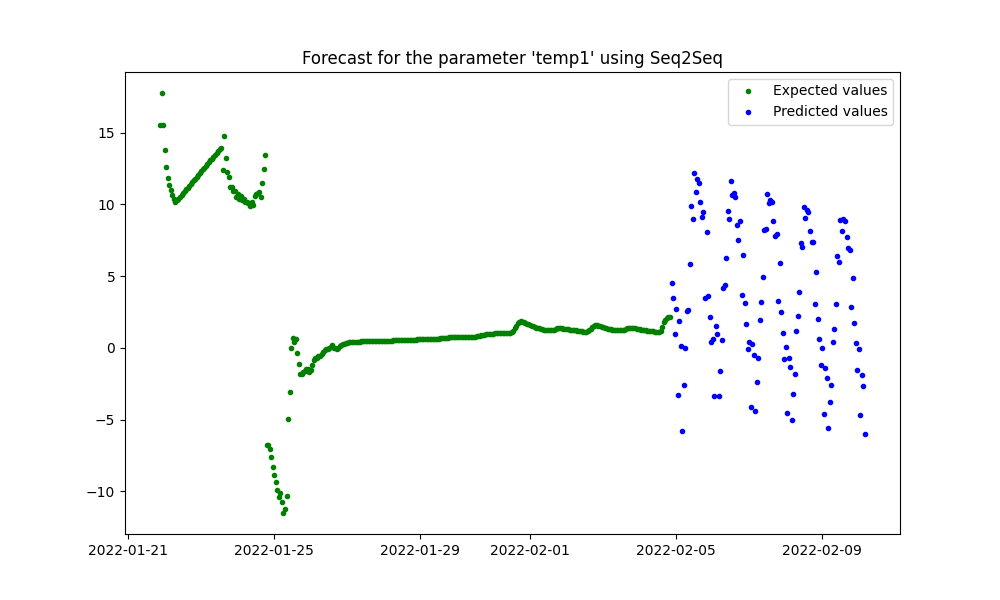 Forecast for the parameter 'temp1' using Seq2Seq
Expected values
Predicted values
15
10
5
0
−5
−10
2022-01-21 2022-01-25 2022-01-29 2022-02-01 2022-02-05 2022-02-09